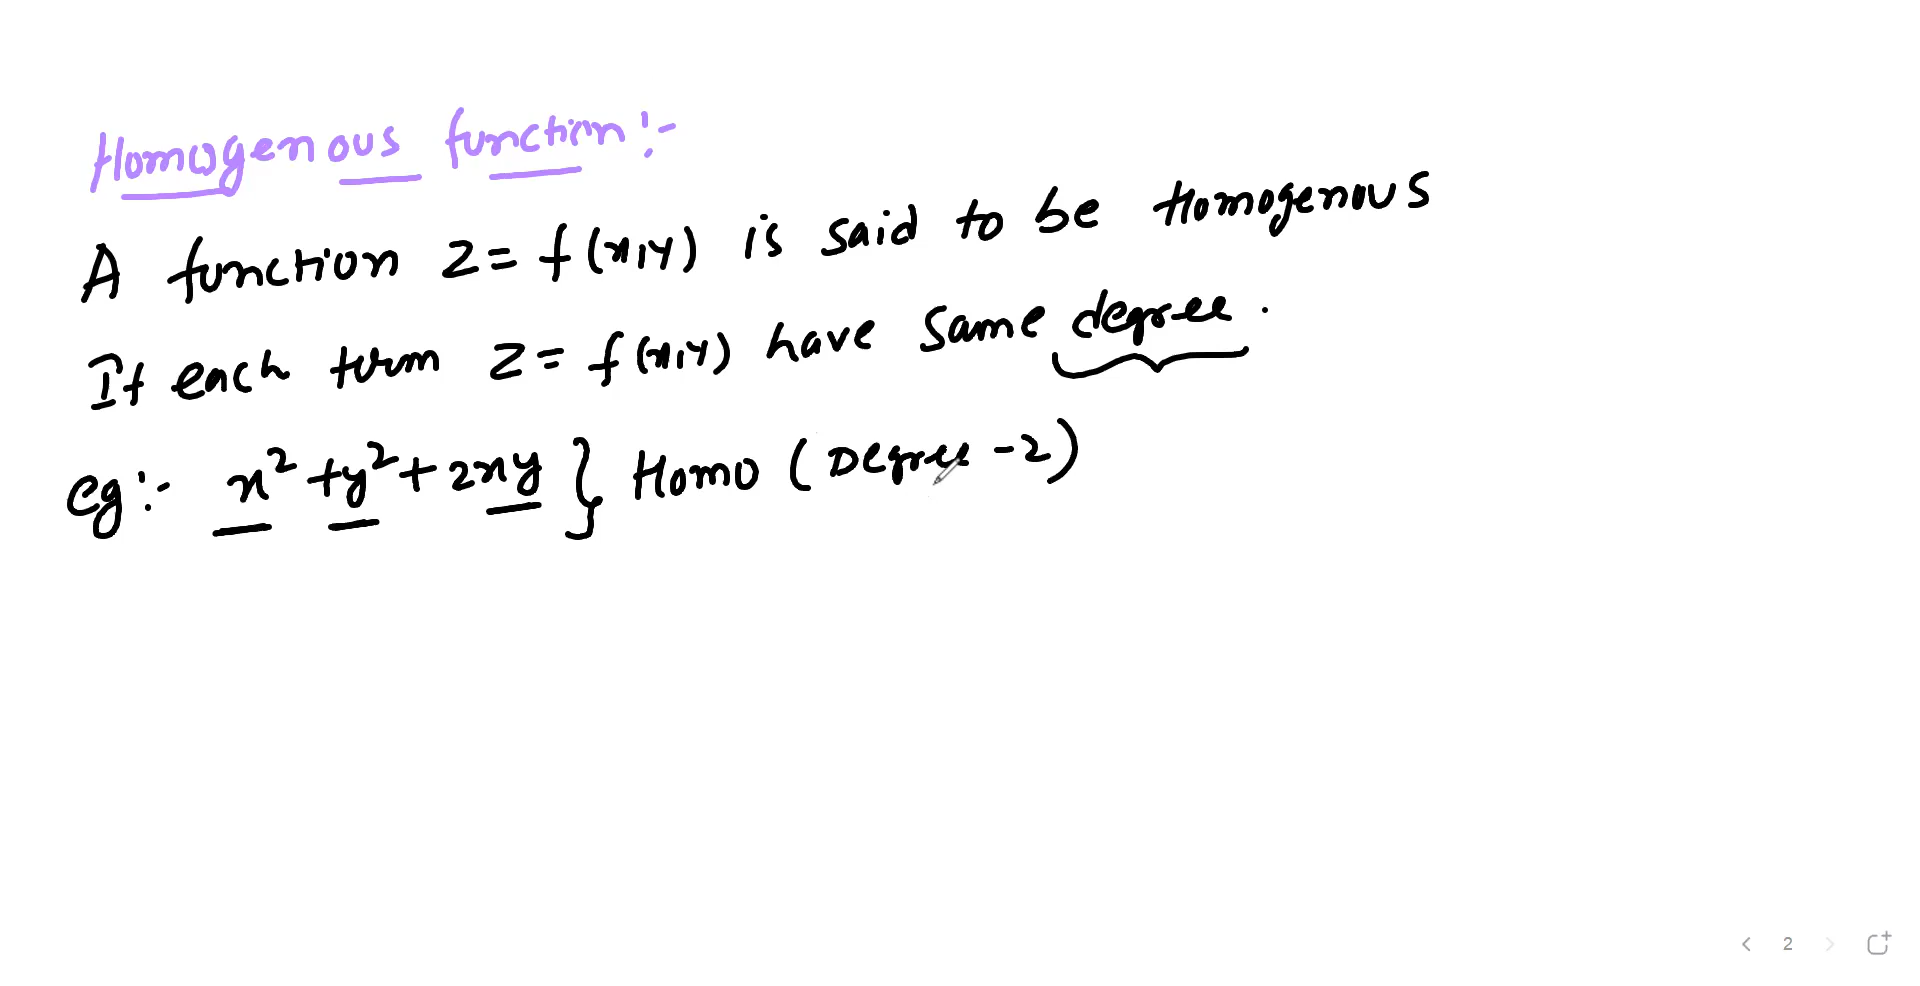 Homogenous function:-
A function z = f(x,y) is said to be Homogenous
If each term z = f(x,y) have same degree.
eg:- x² + y² + 2xy } Homo (Degree - 2)
2